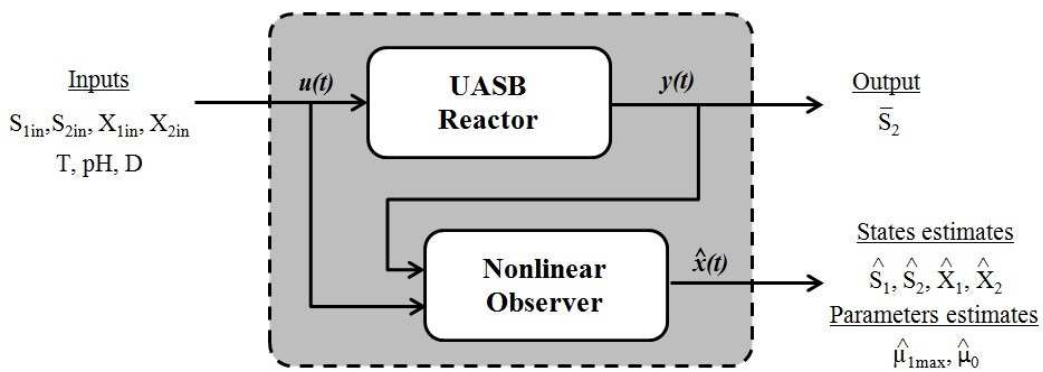 Inputs
S1in,S2in, X1in, X2in
T, pH, D
u(t)
UASB
Reactor
y(t)
Output
S̅2
Nonlinear
Observer
x̂(t)
States estimates
Ŝ1, Ŝ2, X̂1, X̂2
Parameters estimates
μ̂1max, μ̂0